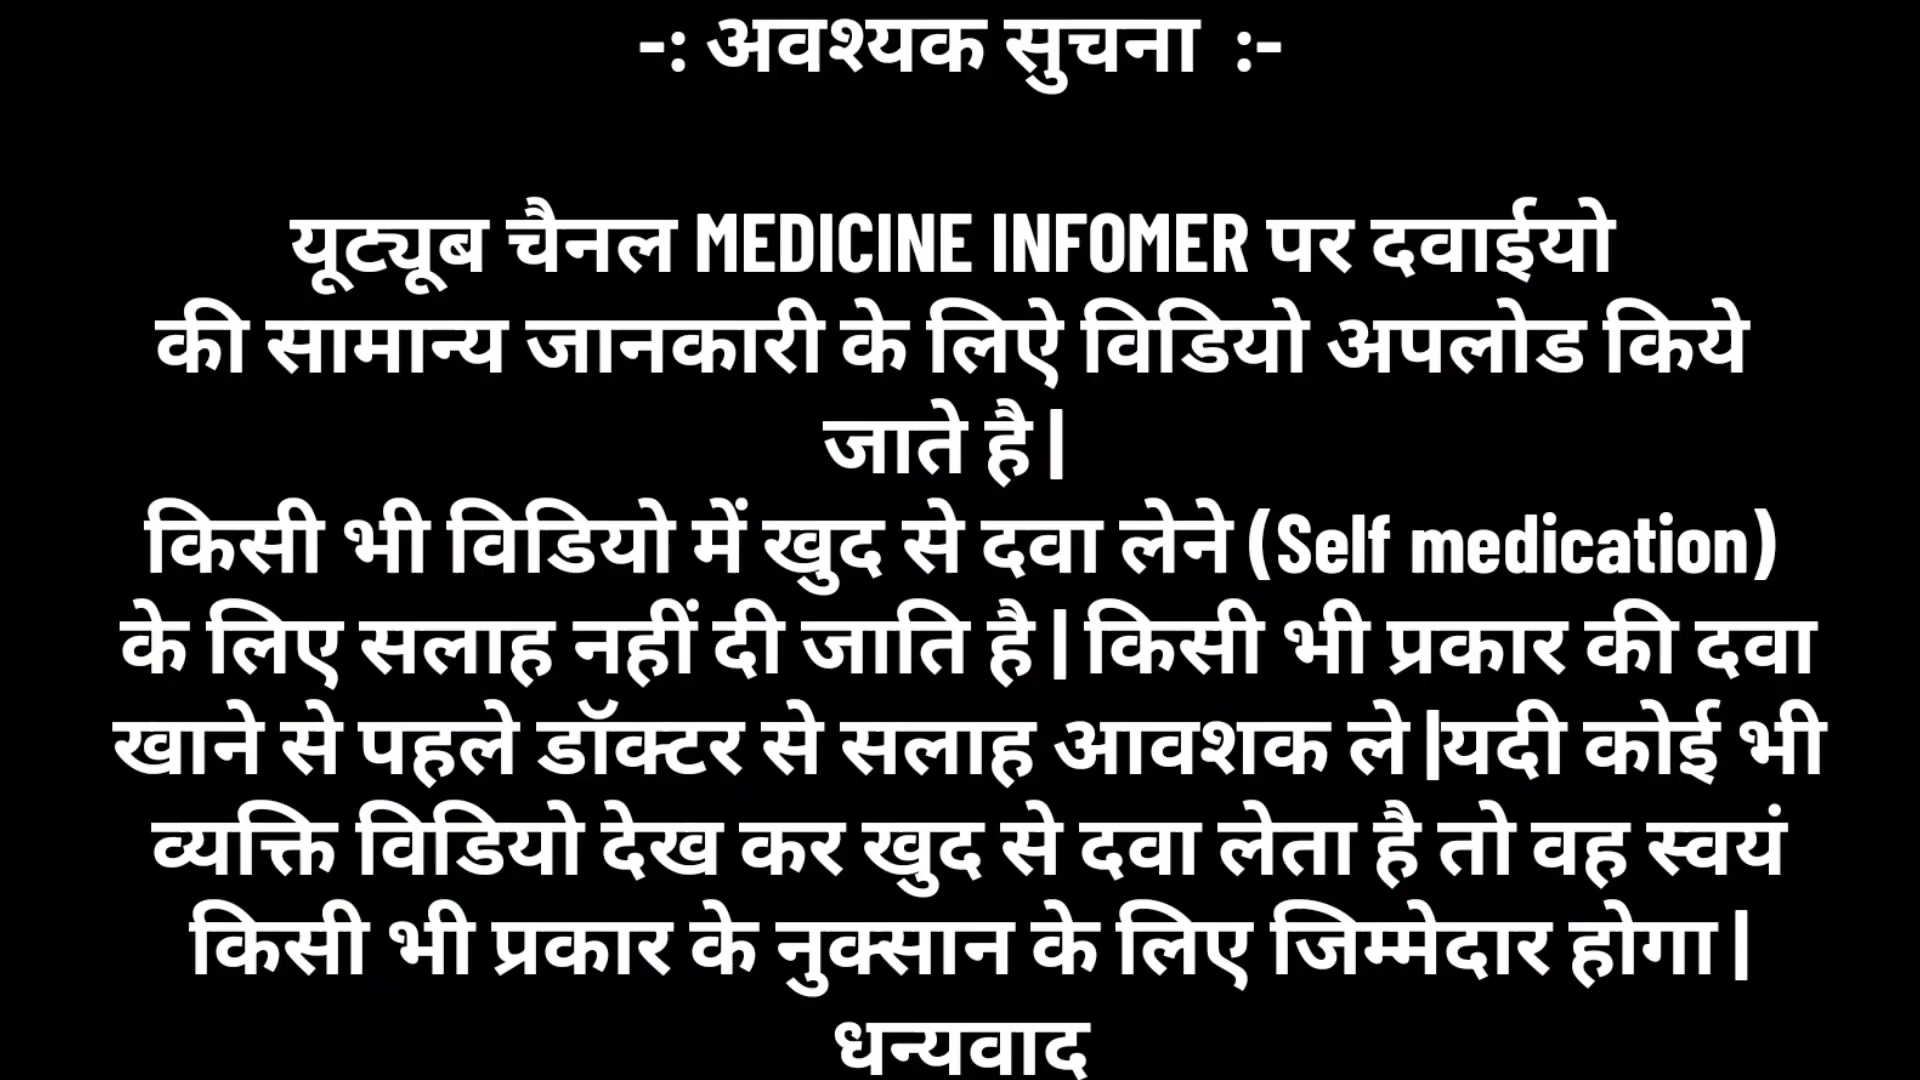 -: अवश्यक सुचना :-
यूट्यूब चैनल MEDICINE INFOMER पर दवाईयो
की सामान्य जानकारी के लिऐ विडियो अपलोड किये
जाते है|
किसी भी विडियो में खुद से दवा लेने (Self medication)
के लिए सलाह नहीं दी जाति है| किसी भी प्रकार की दवा
खाने से पहले डॉक्टर से सलाह आवशक ले|यदी कोई भी
व्यक्ति विडियो देख कर खुद से दवा लेता है तो वह स्वयं
किसी भी प्रकार के नुक्सान के लिए जिम्मेदार होगा|
धन्यवाद